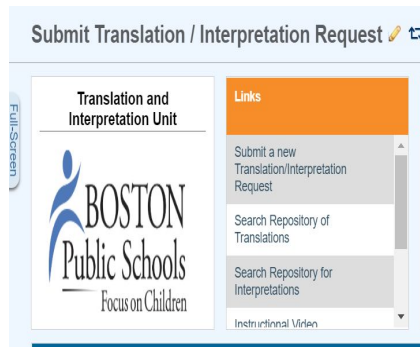 Submit Translation / Interpretation Request
Full-Screen
Translation and
Interpretation Unit
BOSTON
Public Schools
Focus on Children
Links
Submit a new
Translation/Interpretation
Request
Search Repository of
Translations
Search Repository for
Interpretations
Instructional Video